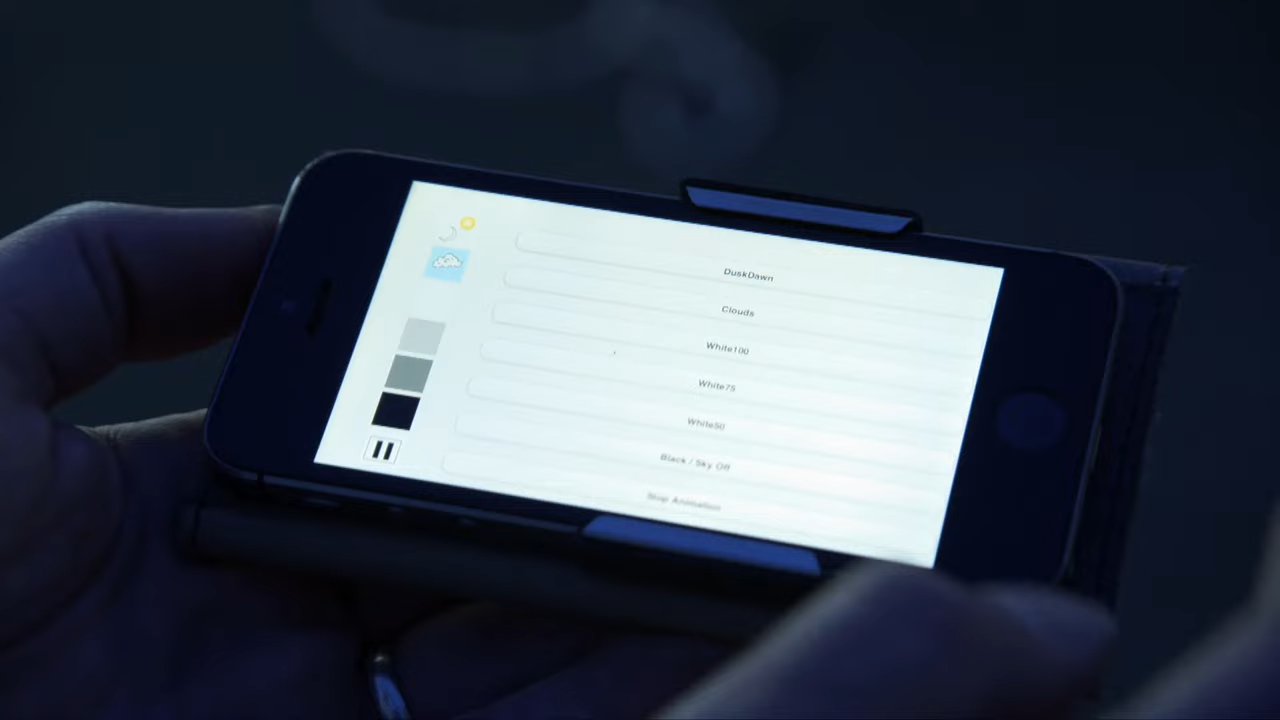 DuskDawn
Clouds
White100
White75
White50
Black / Sky Off
Stop Animation